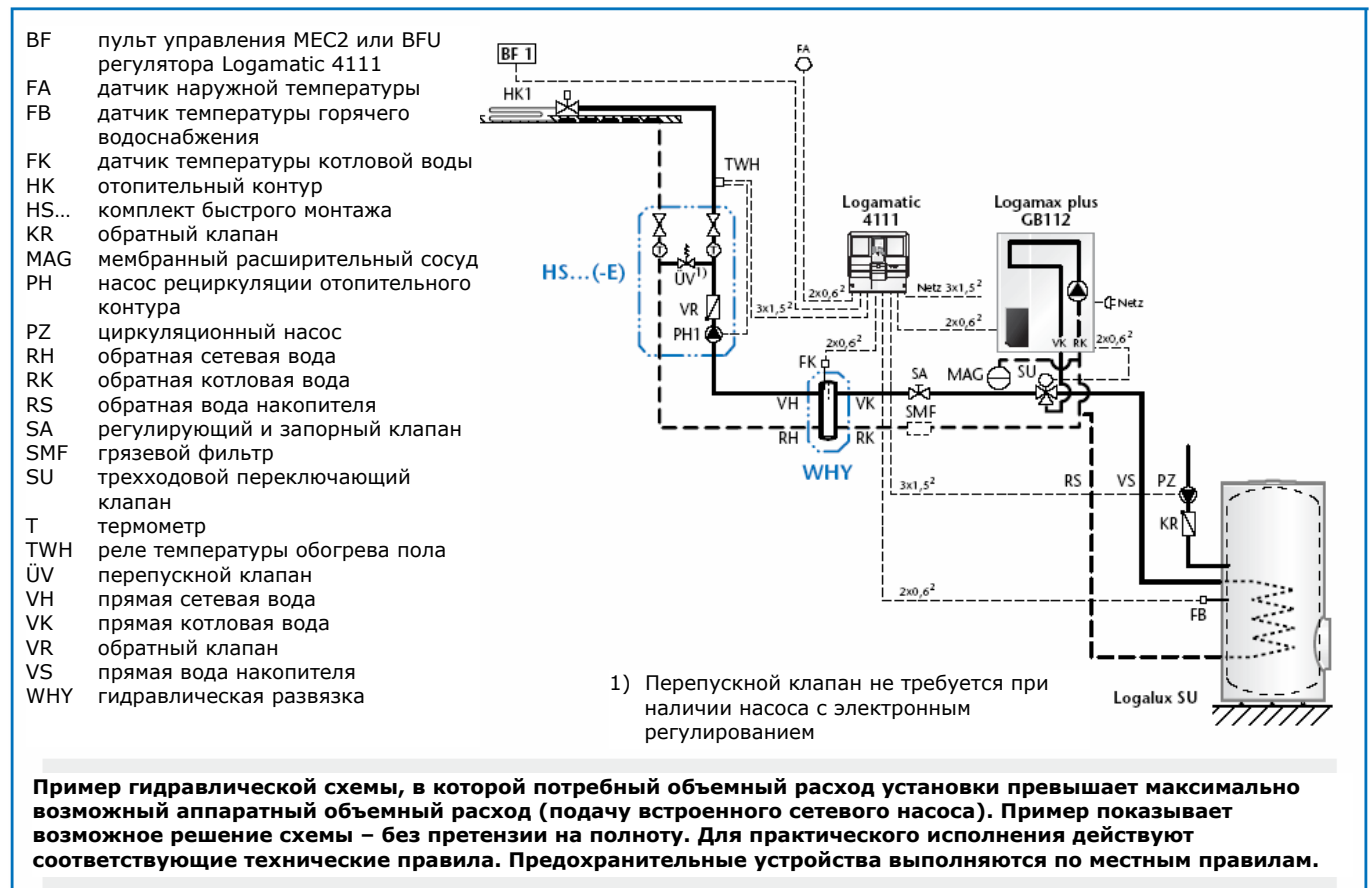 BF пульт управления MEC2 или BFU
регулятора Logamatic 4111
FA датчик наружной температуры
FB датчик температуры горячего
водоснабжения
FK датчик температуры котловой воды
HK отопительный контур
HS... комплект быстрого монтажа
KR обратный клапан
MAG мембранный расширительный сосуд
PH насос рециркуляции отопительного
контура
PZ циркуляционный насос
RH обратная сетевая вода
RK обратная котловая вода
RS обратная вода накопителя
SA регулирующий и запорный клапан
SMF грязевой фильтр
SU трехходовой переключающий
клапан
T термометр
TWH реле температуры обогрева пола
ÜV перепускной клапан
VH прямая сетевая вода
VK прямая котловая вода
VR обратный клапан
VS прямая вода накопителя
WHY гидравлическая развязка
BF 1
FA
HK1
TWH
Logamatic
4111
Logamax plus
GB112
T
T
HS...(-E)
ÜV¹⁾
2x0,6²
Netz 3x1,5²
Netz
VR
3x1,5²
2x0,6²
PH1
2x0,6²
VK RK
2x0,6²
FK
SA
MAG
SU
VH
VK
SMF
RH
RK
WHY
3x1,5²
RS
VS
PZ
KR
2x0,6²
FB
Logalux SU
1) Перепускной клапан не требуется при
наличии насоса с электронным
регулированием
Пример гидравлической схемы, в которой потребный объемный расход установки превышает максимально
возможный аппаратный объемный расход (подачу встроенного сетевого насоса). Пример показывает
возможное решение схемы – без претензии на полноту. Для практического исполнения действуют
соответствующие технические правила. Предохранительные устройства выполняются по местным правилам.